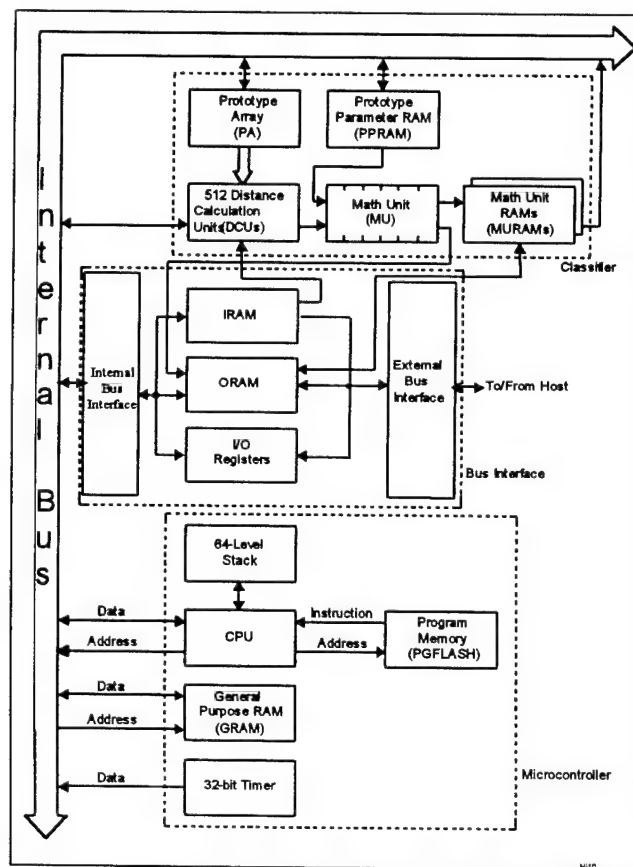 Internal Bus
Prototype
Array
(PA)
Prototype
Parameter RAM
(PPRAM)
512 Distance
Calculation
Units(DCUs)
Math Unit
(MU)
Math Unit
RAMs
(MURAMs)
Classifier
IRAM
Internal
Bus
Interface
ORAM
External
Bus
Interface
To/From Host
I/O
Registers
Bus Interface
64-Level
Stack
Data
CPU
Instruction
Program
Memory
(PGFLASH)
Address
Address
Data
General
Purpose RAM
(GRAM)
Address
Microcontroller
Data
32-bit Timer